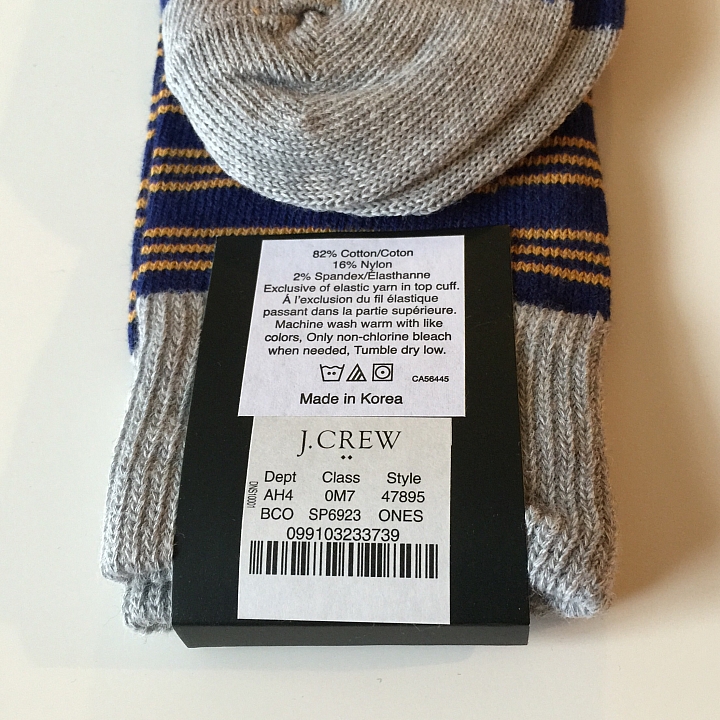 82% Cotton/Coton
16% Nylon
2% Spandex/Élasthanne
Exclusive of elastic yarn in top cuff.
Á l'exclusion du fil élastique
passant dans la partie supérieure.
Machine wash warm with like
colors, Only non-chlorine bleach
when needed, Tumble dry low.
CA56445
Made in Korea
J.CREW
Dept Class Style
AH4 0M7 47895
BCO SP6923 ONES
099103233739